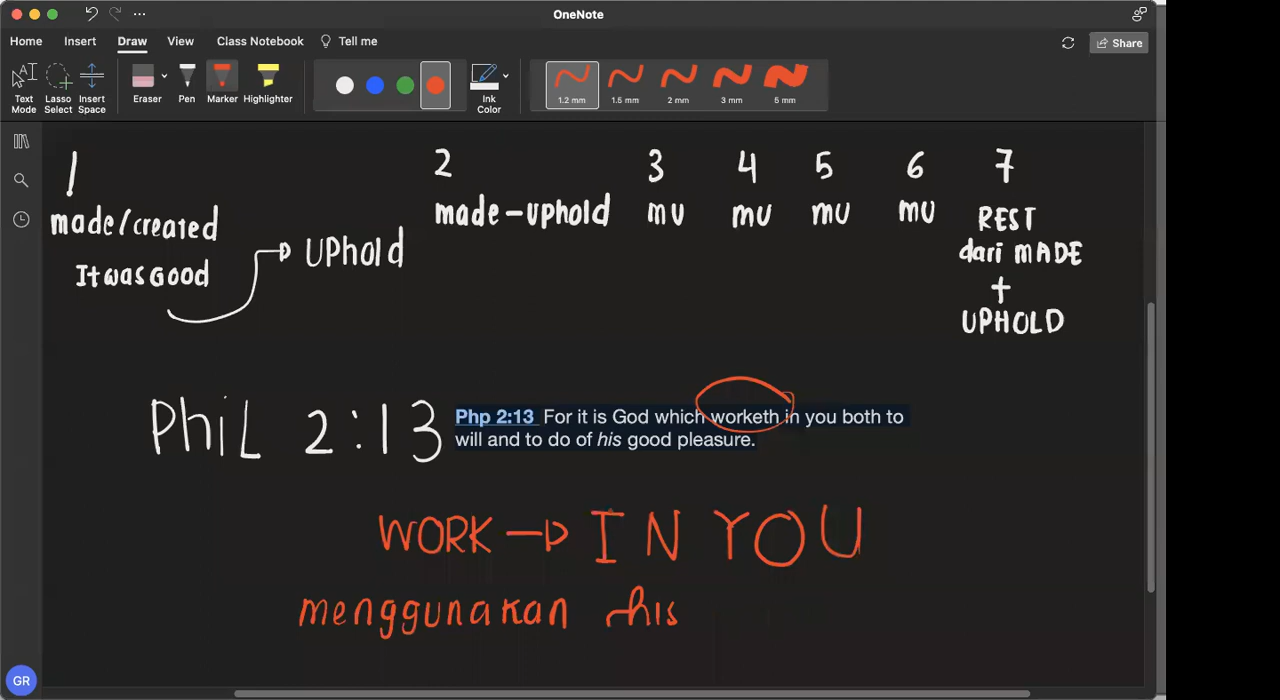 OneNote
Home Insert Draw View Class Notebook Tell me
Share
Text Mode
Lasso Select
Insert Space
Eraser
Pen
Marker
Highlighter
Ink Color
1.2 mm
1.5 mm
2 mm
3 mm
5 mm
1 2 3 4 5 6 7
made/created
made-uphold mu mu mu mu REST
It was Good
UPhold
dari MADE
+
UPHOLD
PhiL 2:13
Php 2:13 For it is God which worketh in you both to
will and to do of his good pleasure.
WORK → IN YOU
menggunakan his
GR